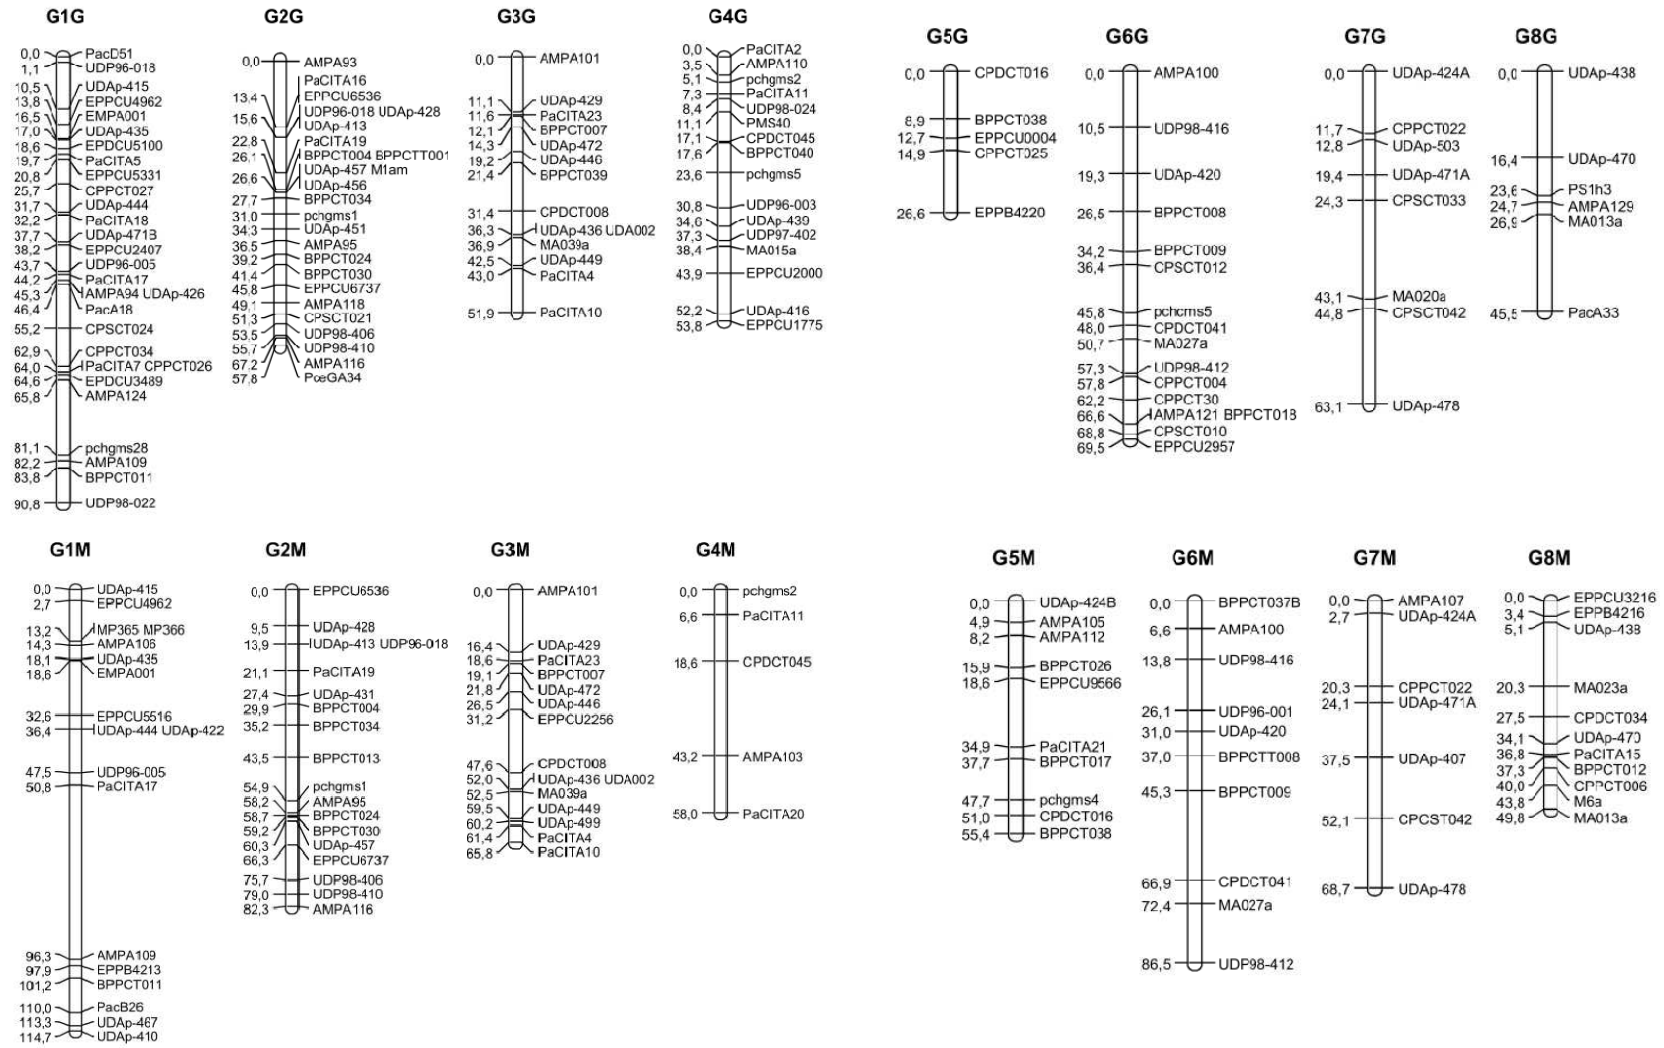 G1G
0,0 PacD51
1,1 UDP96-018
10,5 UDAp-415
13,8 EPPCU4962
16,5 EMPA001
17,0 UDAp-435
18,6 EPDCU5100
19,7 PaCITA5
20,8 EPPCU5331
25,7 CPPCT027
31,7 UDAp-444
32,2 PaCITA18
37,7 UDAp-471B
38,2 EPPCU2407
43,7 UDP96-005
44,2 PaCITA17
45,3 AMPA94 UDAp-426
46,4 PacA18
55,2 CPSCT024
62,9 CPPCT034
64,0 PaCITA7 CPPCT026
64,6 EPDCU3489
65,8 AMPA124
81,1 pchgms28
82,2 AMPA109
83,8 BPPCT011
90,8 UDP98-022
G2G
0,0 AMPA93
PaCITA16
13,4 EPPCU6536
15,6 UDP96-018 UDAp-428
UDAp-413
22,8 PaCITA19
26,1 BPPCT004 BPPCTT001
UDAp-457 M1am
26,6 UDAp-456
27,7 BPPCT034
31,0 pchgms1
34,3 UDAp-451
36,5 AMPA95
39,2 BPPCT024
41,4 BPPCT030
45,8 EPPCU6737
49,1 AMPA118
51,3 CPSCT021
53,5 UDP98-406
55,7 UDP98-410
67,2 AMPA116
57,8 PceGA34
G3G
0,0 AMPA101
11,1 UDAp-429
11,6 PaCITA23
12,1 BPPCT007
14,3 UDAp-472
19,2 UDAp-446
21,4 BPPCT039
31,4 CPDCT008
36,3 UDAp-436 UDA002
36,9 MA039a
42,5 UDAp-449
43,0 PaCITA4
51,9 PaCITA10
G4G
0,0 PaCITA2
3,5 AMPA110
5,1 pchgms2
7,3 PaCITA11
8,4 UDP98-024
11,1 PMS40
17,1 CPDCT045
17,6 BPPCT040
23,6 pchgms5
30,8 UDP96-003
34,6 UDAp-439
37,3 UDP97-402
38,4 MA015a
43,9 EPPCU2000
52,2 UDAp-416
53,8 EPPCU1775
G5G
0,0 CPDCT016
8,9 BPPCT038
12,7 EPPCU0004
14,9 CPPCT025
26,6 EPPB4220
G6G
0,0 AMPA100
10,5 UDP98-416
19,3 UDAp-420
26,5 BPPCT008
34,2 BPPCT009
36,4 CPSCT012
45,8 pchcms5
48,0 CPDCT041
50,7 MA027a
57,3 UDP98-412
57,8 CPPCT004
62,2 CPPCT30
66,6 AMPA121 BPPCT018
68,8 CPSCT010
69,5 EPPCU2957
G7G
0,0 UDAp-424A
11,7 CPPCT022
12,8 UDAp-503
19,4 UDAp-471A
24,3 CPSCT033
43,1 MA020a
44,8 CPSCT042
63,1 UDAp-478
G8G
0,0 UDAp-438
16,4 UDAp-470
23,6 PS1h3
24,7 AMPA129
26,9 MA013a
45,5 PacA33
G1M
0,0 UDAp-415
2,7 EPPCU4962
13,2 MP365 MP366
14,3 AMPA106
18,1 UDAp-435
18,6 EMPA001
32,6 EPPCU5516
36,4 UDAp-444 UDAp-422
47,5 UDP96-005
50,8 PaCITA17
96,3 AMPA109
97,9 EPPB4213
101,2 BPPCT011
110,0 PacB26
113,3 UDAp-467
114,7 UDAp-410
G2M
0,0 EPPCU6536
9,5 UDAp-428
13,9 UDAp-413 UDP96-018
21,1 PaCITA19
27,4 UDAp-431
29,9 BPPCT004
35,2 BPPCT034
43,5 BPPCT013
54,9 pchgms1
58,2 AMPA95
58,7 BPPCT024
59,2 BPPCT030
60,3 UDAp-457
66,3 EPPCU6737
75,7 UDP98-406
79,0 UDP98-410
82,3 AMPA116
G3M
0,0 AMPA101
16,4 UDAp-429
18,6 PaCITA23
19,1 BPPCT007
21,8 UDAp-472
26,5 UDAp-446
31,2 EPPCU2256
47,6 CPDCT008
52,0 UDAp-436 UDA002
52,5 MA039a
59,5 UDAp-449
60,2 UDAp-499
61,4 PaCITA4
65,8 PaCITA10
G4M
0,0 pchgms2
6,6 PaCITA11
18,6 CPDCT045
43,2 AMPA103
58,0 PaCITA20
G5M
0,0 UDAp-424B
4,9 AMPA105
8,2 AMPA112
15,9 BPPCT026
18,6 EPPCU9566
34,9 PaCITA21
37,7 BPPCT017
47,7 pchgms4
51,0 CPDCT016
55,4 BPPCT038
G6M
0,0 BPPCT037B
6,6 AMPA100
13,8 UDP98-416
26,1 UDP96-001
31,0 UDAp-420
37,0 BPPCTT008
45,3 BPPCT009
66,9 CPDCT041
72,4 MA027a
86,5 UDP98-412
G7M
0,0 AMPA107
2,7 UDAp-424A
20,3 CPPCT022
24,1 UDAp-471A
37,5 UDAp-407
52,1 CPCST042
68,7 UDAp-478
G8M
0,0 EPPCU3216
3,4 EPPB4216
5,1 UDAp-438
20,3 MA023a
27,5 CPDCT034
34,1 UDAp-470
36,8 PaCITA15
37,3 BPPCT012
40,0 CPPCT006
43,8 M6a
49,8 MA013a